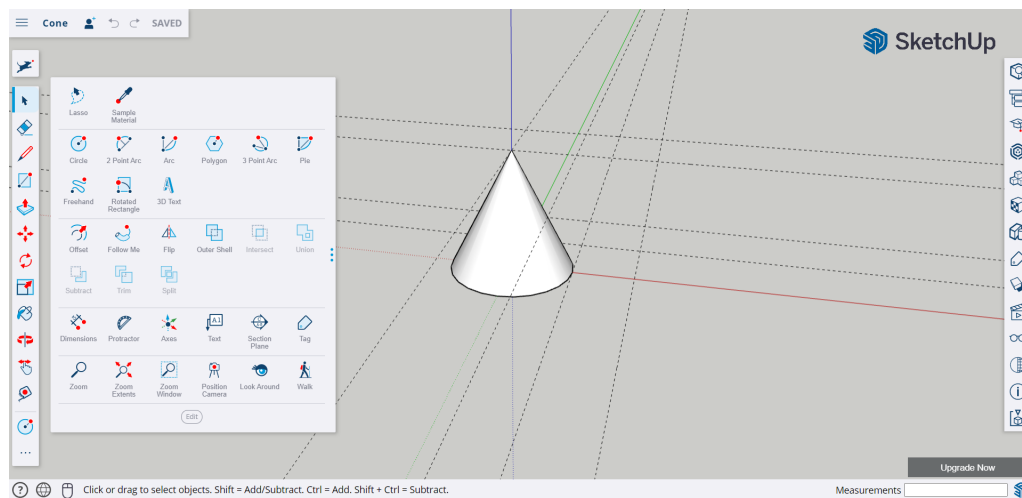 Cone
SAVED
SketchUp
Lasso
Sample Material
Circle
2 Point Arc
Arc
Polygon
3 Point Arc
Pie
Freehand
Rotated Rectangle
3D Text
Offset
Follow Me
Flip
Outer Shell
Intersect
Union
Subtract
Trim
Split
Dimensions
Protractor
Axes
A1
Text
Section Plane
Tag
Zoom
Zoom Extents
Zoom Window
Position Camera
Look Around
Walk
Edit
Upgrade Now
Click or drag to select objects. Shift = Add/Subtract. Ctrl = Add. Shift + Ctrl = Subtract.
Measurements